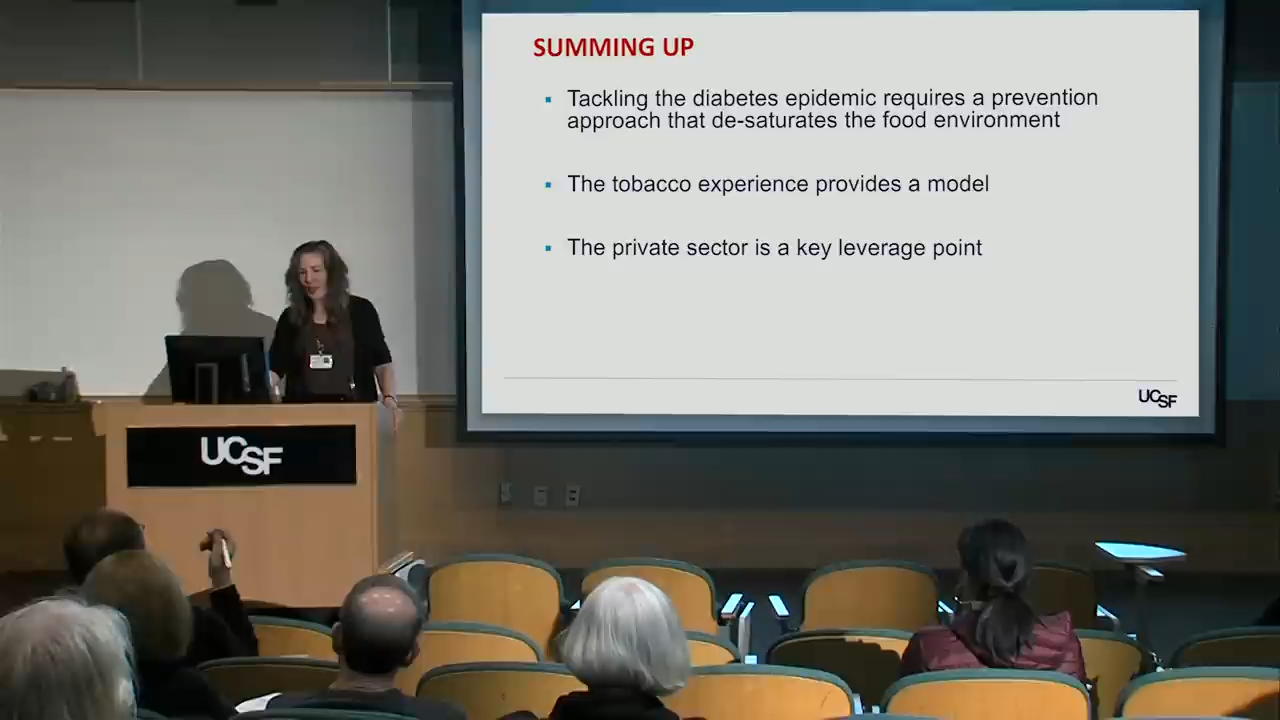 SUMMING UP
Tackling the diabetes epidemic requires a prevention
approach that de-saturates the food environment
The tobacco experience provides a model
The private sector is a key leverage point
UCSF
UCSF